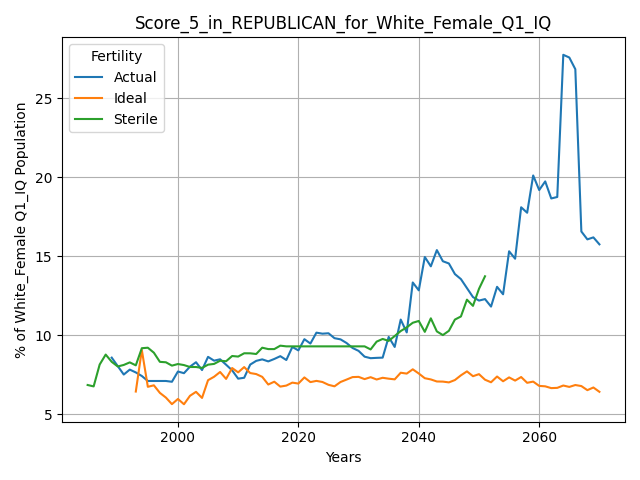 Score_5_in_REPUBLICAN_for_White_Female_Q1_IQ
Fertility
Actual
Ideal
Sterile
% of White_Female Q1_IQ Population
25
20
15
10
5
2000
2020
2040
2060
Years